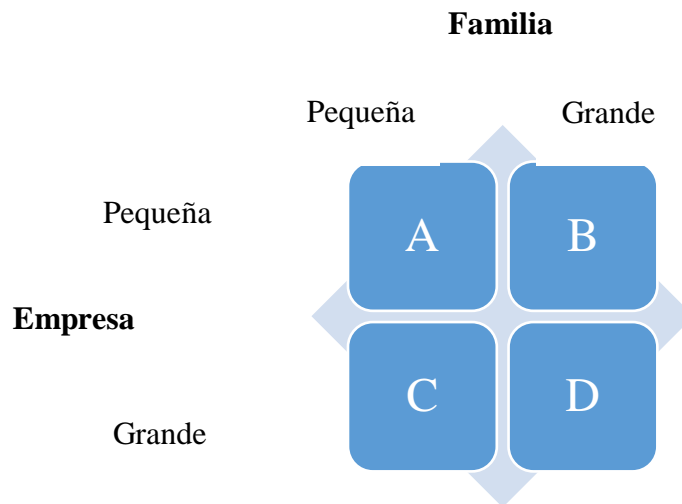 Familia
Pequeña Grande
Pequeña
A B
Empresa
C D
Grande